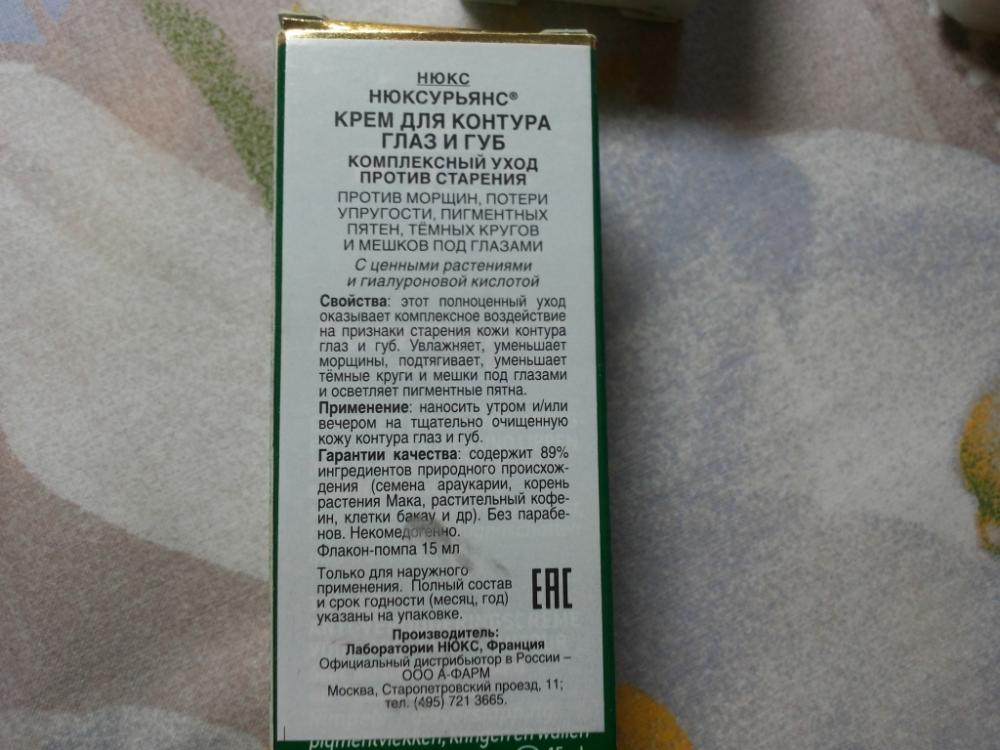 НЮКС
НЮКСУРЬЯНС®
КРЕМ ДЛЯ КОНТУРА
ГЛАЗ И ГУБ
КОМПЛЕКСНЫЙ УХОД
ПРОТИВ СТАРЕНИЯ
ПРОТИВ МОРЩИН, ПОТЕРИ
УПРУГОСТИ, ПИГМЕНТНЫХ
ПЯТЕН, ТЁМНЫХ КРУГОВ
И МЕШКОВ ПОД ГЛАЗАМИ
С ценными растениями
и гиалуроновой кислотой
Свойства: этот полноценный уход
оказывает комплексное воздействие
на признаки старения кожи контура
глаз и губ. Увлажняет, уменьшает
морщины, подтягивает, уменьшает
тёмные круги и мешки под глазами
и осветляет пигментные пятна.
Применение: наносить утром и/или
вечером на тщательно очищенную
кожу контура глаз и губ.
Гарантии качества: содержит 89%
ингредиентов природного происхож-
дения (семена араукарии, корень
растения Мака, растительный кофе-
ин, клетки бакау и др). Без парабе-
нов. Некомедогенно.
Флакон-помпа 15 мл
Только для наружного
применения. Полный состав
и срок годности (месяц, год)
указаны на упаковке.
EAC
Производитель:
Лаборатории НЮКС, Франция
Официальный дистрибьютор в России –
ООО А-ФАРМ
Москва, Старопетровский проезд, 11;
тел. (495) 721 3665.
pigmentvlekken, kringen en wallen